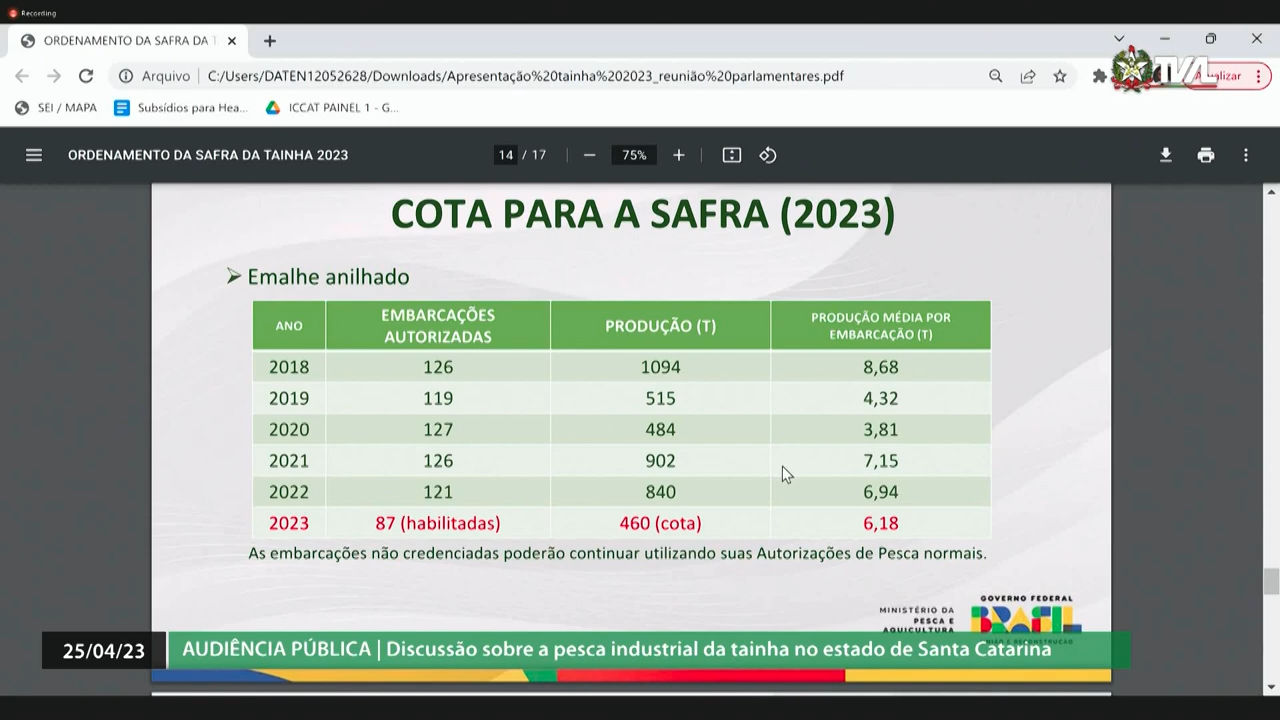 Recording
ORDENAMENTO DA SAFRA DA T
Arquivo | C:/Users/DATEN12052628/Downloads/Apresentação%20tainha%202023_reunião%20parlamentares.pdf
TVAL
alizar
SEI / MAPA Subsídios para Hea... ICCAT PAINEL 1 - G...
ORDENAMENTO DA SAFRA DA TAINHA 2023 14 / 17 75%
COTA PARA A SAFRA (2023)
Emalhe anilhado
ANO EMBARCAÇÕES AUTORIZADAS PRODUÇÃO (T) PRODUÇÃO MÉDIA POR EMBARCAÇÃO (T)
2018 126 1094 8,68
2019 119 515 4,32
2020 127 484 3,81
2021 126 902 7,15
2022 121 840 6,94
2023 87 (habilitadas) 460 (cota) 6,18
As embarcações não credenciadas poderão continuar utilizando suas Autorizações de Pesca normais.
MINISTÉRIO DA
PESCA E
AQUICULTURA
GOVERNO FEDERAL
BRASIL
25/04/23 AUDIÊNCIA PÚBLICA | Discussão sobre a pesca industrial da tainha no estado de Santa Catarina